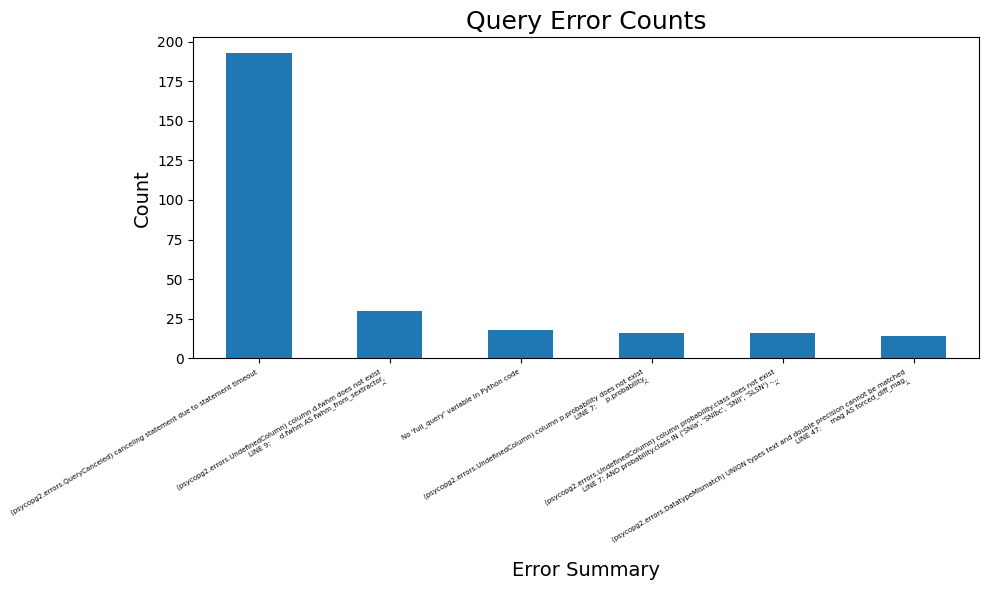 Query Error Counts
Count
200
175
150
125
100
75
50
25
0
(psycopg2.errors.QueryCanceled) canceling statement due to statement timeout
(psycopg2.errors.UndefinedColumn) column d.fwhm does not exist
LINE 9:     d.fwhm AS fwhm_from_sextractor
^
No 'full_query' variable in Python code
(psycopg2.errors.UndefinedColumn) column p.probability does not exist
LINE 7:     p.probability,
^
(psycopg2.errors.UndefinedColumn) column probability.class does not exist
LINE 7: AND probability.class IN ('SNIa', 'SNIbc', 'SNII', 'SLSN') ...
^
(psycopg2.errors.DatatypeMismatch) UNION types text and double precision cannot be matched
LINE 47:     mag AS forced_diff_mag,
^
Error Summary